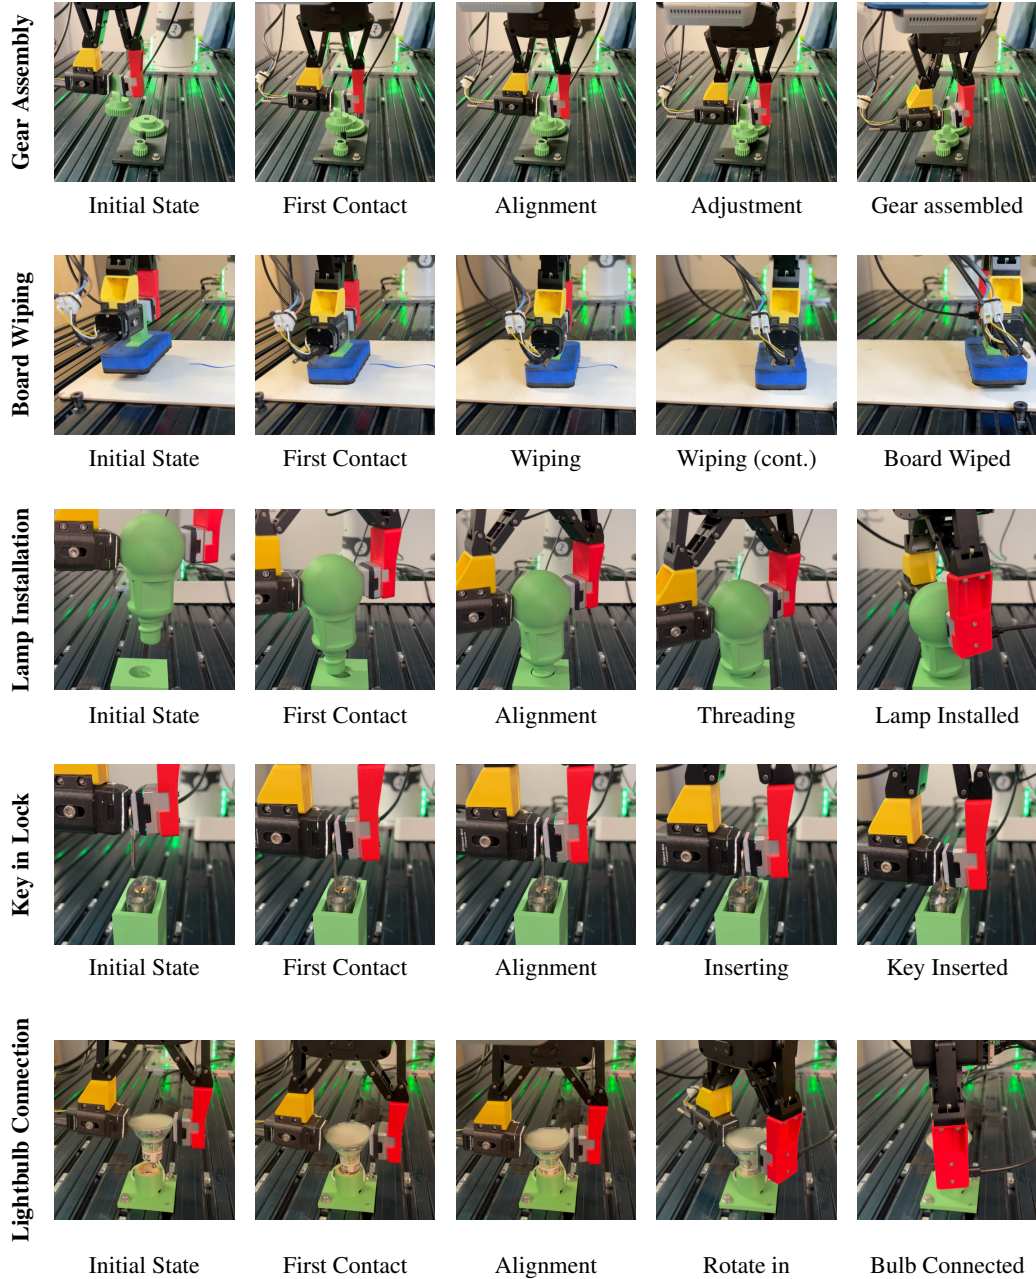 Gear Assembly
Initial State
First Contact
Alignment
Adjustment
Gear assembled
Board Wiping
Initial State
First Contact
Wiping
Wiping (cont.)
Board Wiped
Lamp Installation
Initial State
First Contact
Alignment
Threading
Lamp Installed
Key in Lock
Initial State
First Contact
Alignment
Inserting
Key Inserted
Lightbulb Connection
Initial State
First Contact
Alignment
Rotate in
Bulb Connected